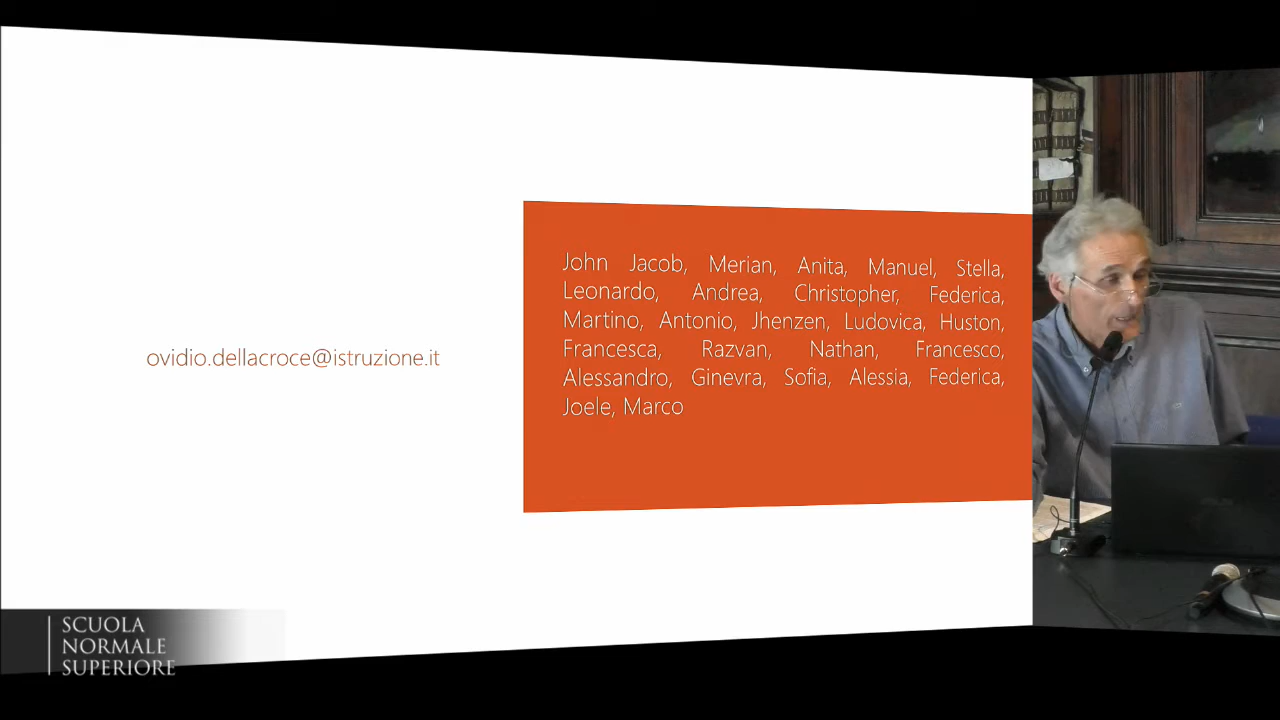 ovidio.dellacroce@istruzione.it
John Jacob, Merian, Anita, Manuel, Stella,
Leonardo, Andrea, Christopher, Federica,
Martino, Antonio, Jhenzen, Ludovica, Huston,
Francesca, Razvan, Nathan, Francesco,
Alessandro, Ginevra, Sofia, Alessia, Federica,
Joele, Marco
SCUOLA
NORMALE
SUPERIORE